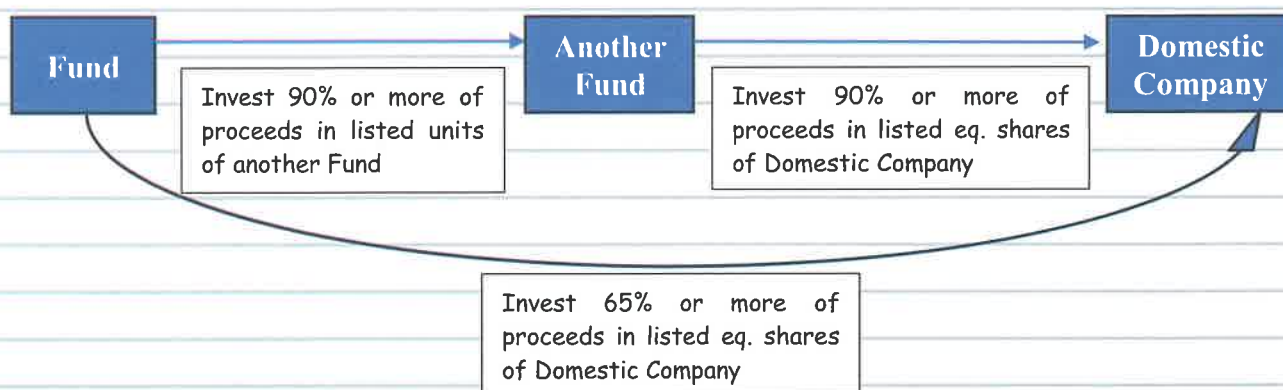 Fund
Another
Fund
Domestic
Company
Invest 90% or more of
proceeds in listed units
of another Fund
Invest 90% or more of
proceeds in listed eq. shares
of Domestic Company
Invest 65% or more of
proceeds in listed eq. shares
of Domestic Company